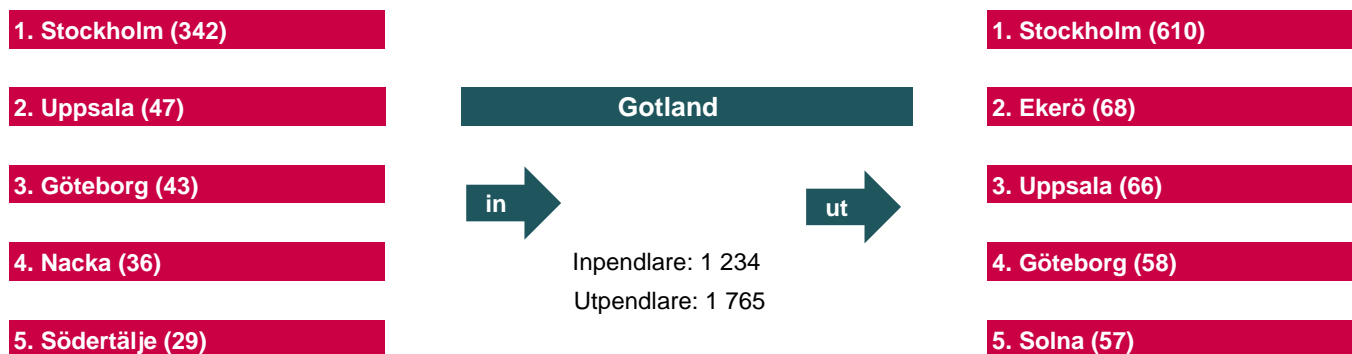 1. Stockholm (342)
2. Uppsala (47)
3. Göteborg (43)
4. Nacka (36)
5. Södertälje (29)
Gotland
in
ut
Inpendlare: 1 234
Utpendlare: 1 765
1. Stockholm (610)
2. Ekerö (68)
3. Uppsala (66)
4. Göteborg (58)
5. Solna (57)